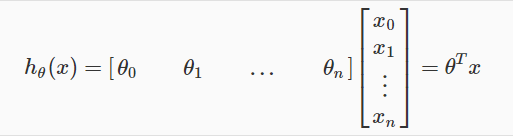 h_θ(x) = [ θ_0 θ_1 … θ_n ] [ x_0 x_1 ⋮ x_n ] = θ^T x